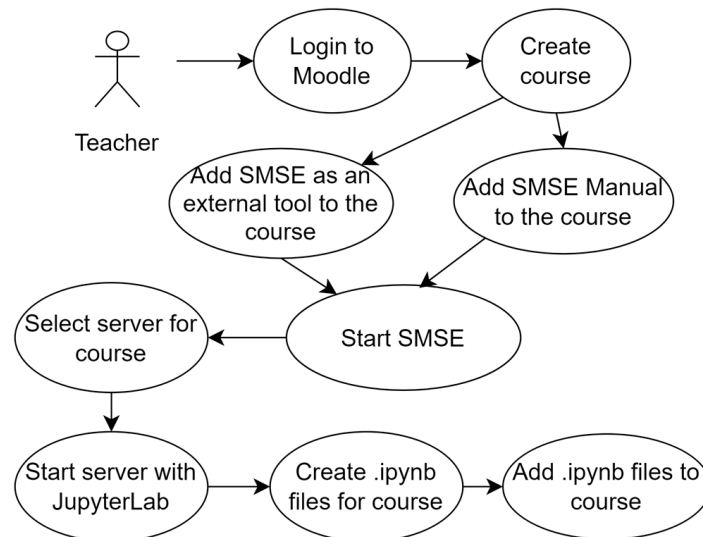 Login to
Moodle
Create
course
Teacher
Add SMSE as an
external tool to the
course
Add SMSE Manual
to the course
Start SMSE
Select server for
course
Start server with
JupyterLab
Create .ipynb
files for course
Add .ipynb files to
course